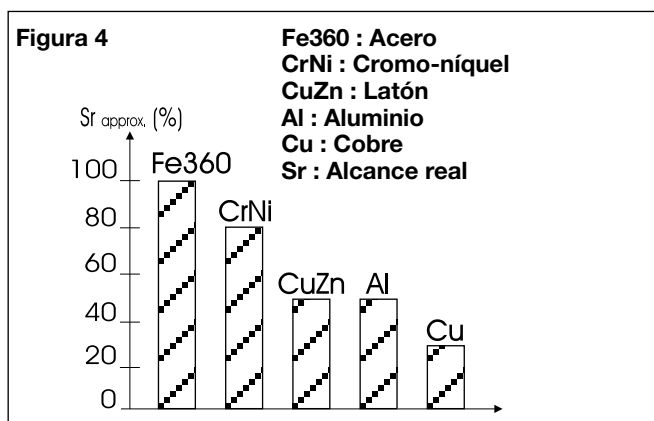 Figura 4
Fe360 : Acero
CrNi : Cromo-níquel
CuZn : Latón
Al : Aluminio
Cu : Cobre
Sr : Alcance real
Sr approx. (%)
100
80
60
40
20
0
Fe360
CrNi
CuZn
Al
Cu